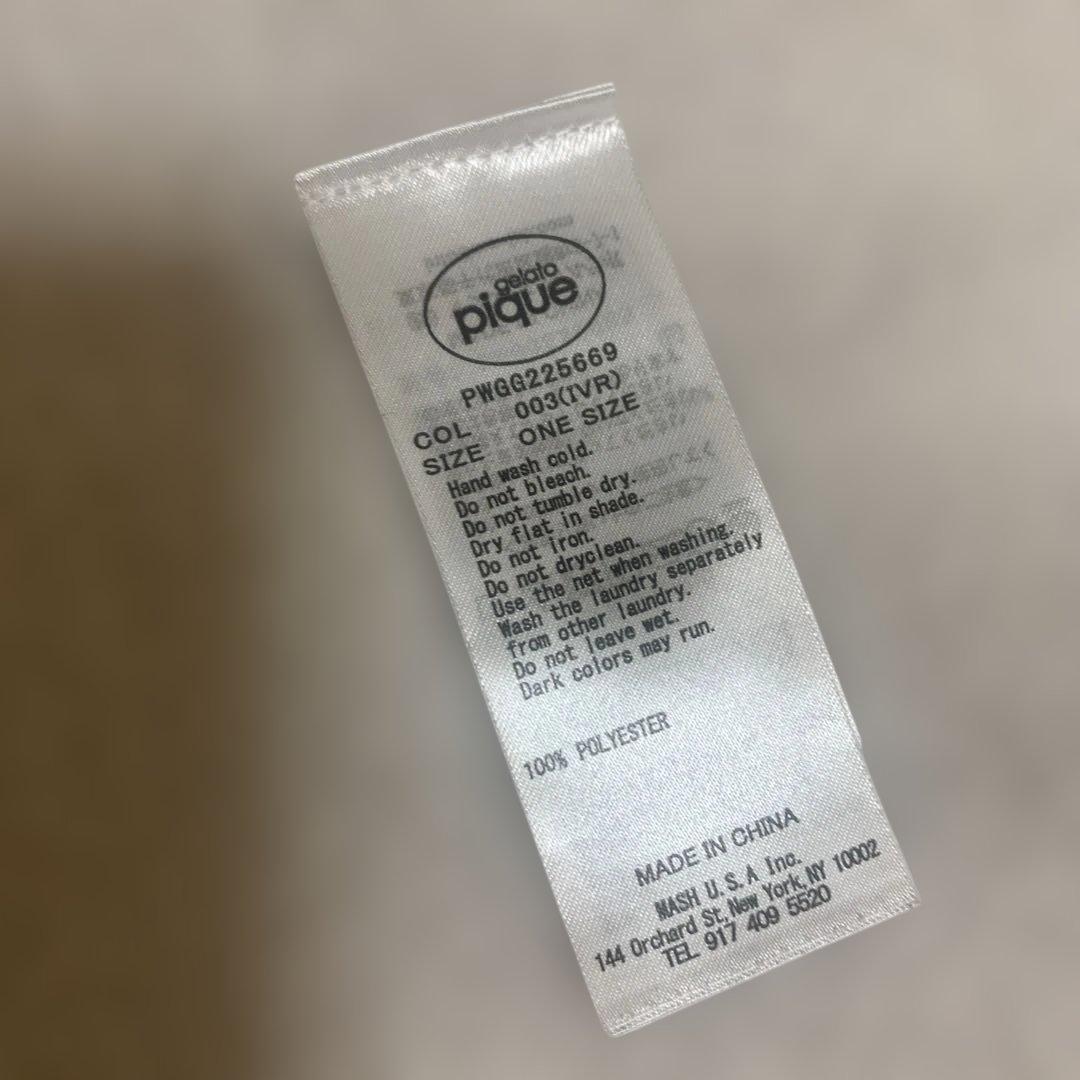 gelato
pique
PWGG225669
COL 003(IVR)
SIZE ONE SIZE
Hand wash cold.
Do not bleach.
Do not tumble dry.
Dry flat in shade.
Do not iron.
Do not dryclean.
Use the net when washing.
Wash the laundry separately
from other laundry.
Do not leave wet.
Dark colors may run.
100% POLYESTER
MADE IN CHINA
MASH U.S.A Inc.
144 Orchard St,New York,NY 10002
TEL 917 409 5520